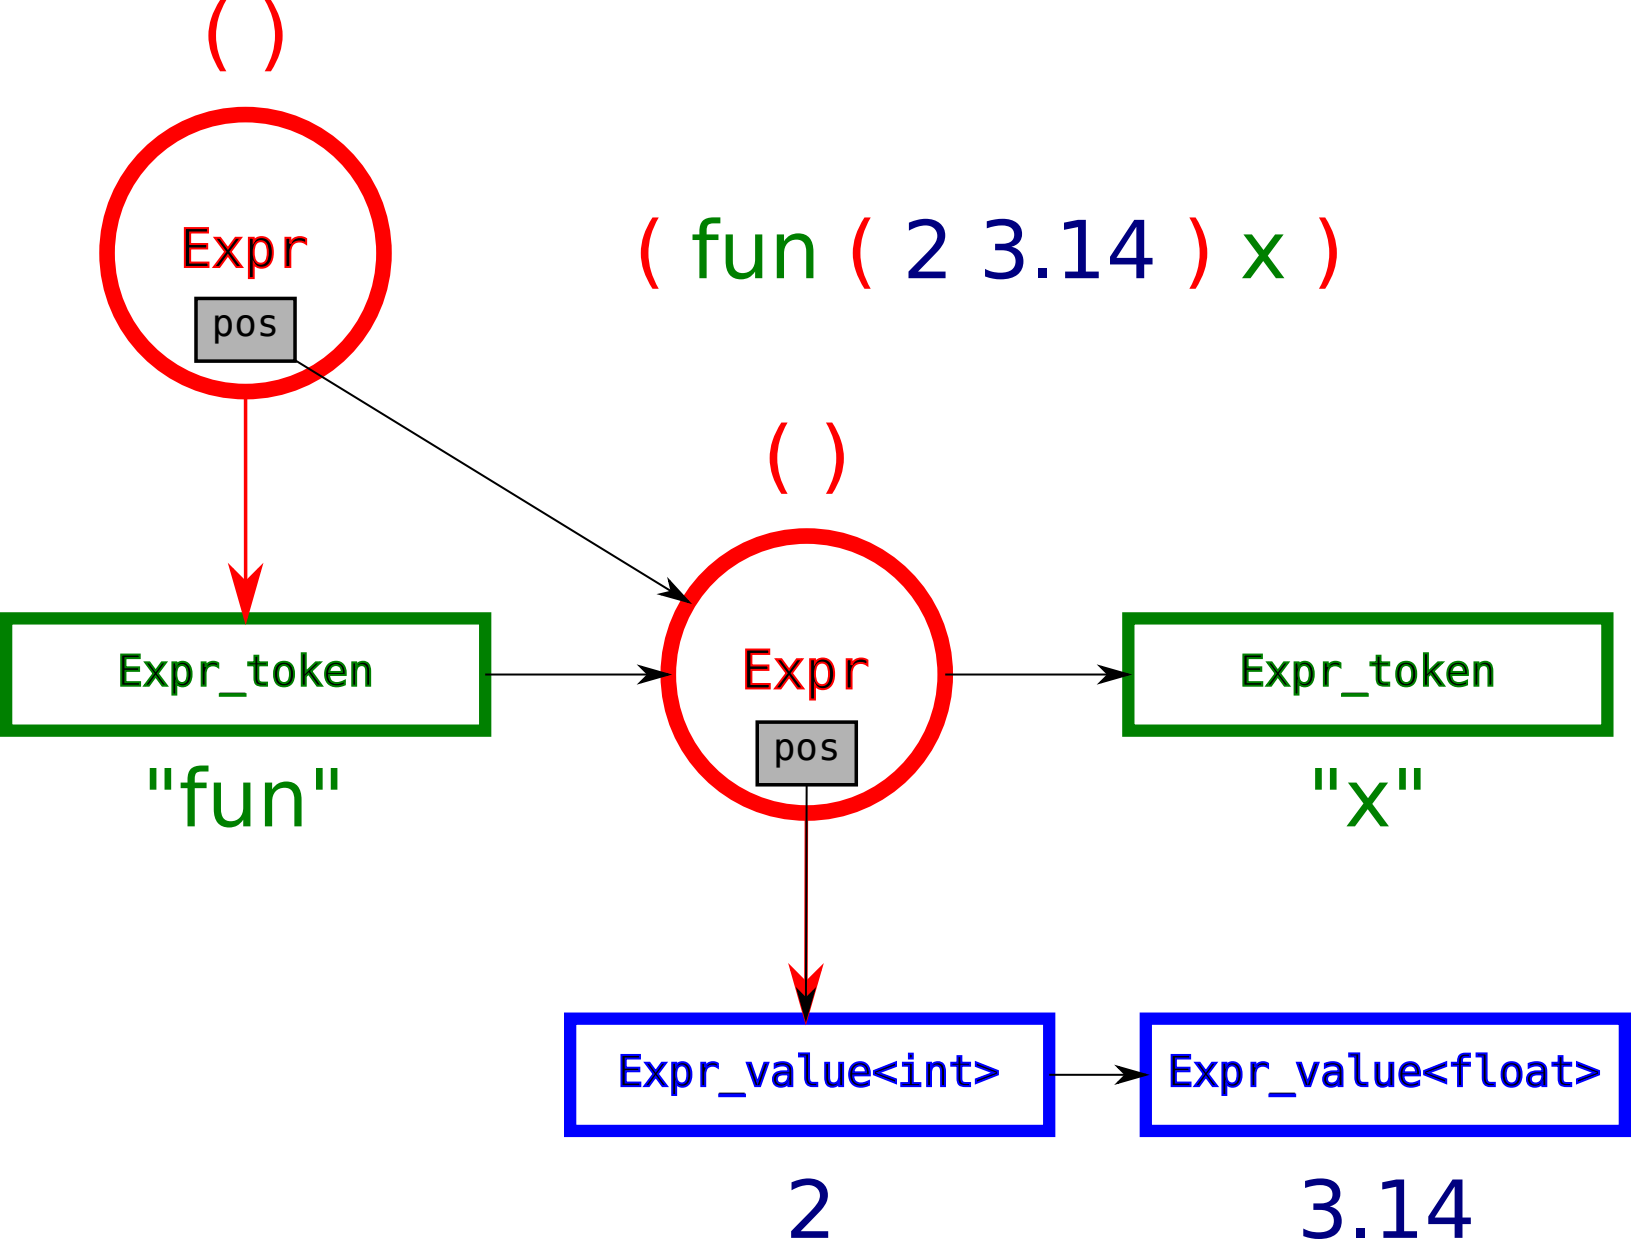 ( )
Expr
pos
( fun ( 2 3.14 ) x )
( )
Expr
pos
Expr_token
"fun"
Expr_token
"x"
Expr_value<int>
2
Expr_value<float>
3.14